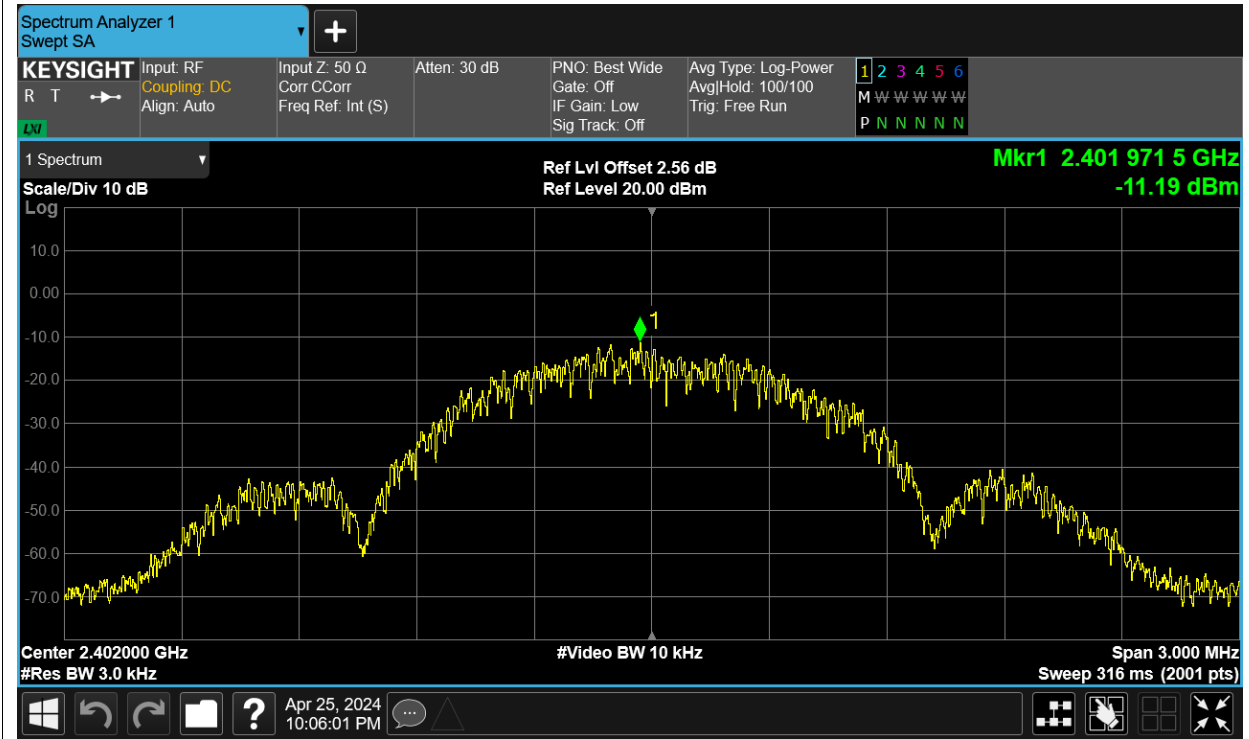 Spectrum Analyzer 1
Swept SA
+
KEYSIGHT
R T
LXI
Input: RF
Coupling: DC
Align: Auto
Input Z: 50 Ω
Corr CCorr
Freq Ref: Int (S)
Atten: 30 dB
PNO: Best Wide
Gate: Off
IF Gain: Low
Sig Track: Off
Avg Type: Log-Power
Avg|Hold: 100/100
Trig: Free Run
1 2 3 4 5 6
M W W W W W
P N N N N N
1 Spectrum
Scale/Div 10 dB
Log
Ref Lvl Offset 2.56 dB
Ref Level 20.00 dBm
Mkr1 2.401 971 5 GHz
-11.19 dBm
10.0
0.00
-10.0
-20.0
-30.0
-40.0
-50.0
-60.0
-70.0
1
Center 2.402000 GHz
#Res BW 3.0 kHz
#Video BW 10 kHz
Span 3.000 MHz
Sweep 316 ms (2001 pts)
?
Apr 25, 2024
10:06:01 PM